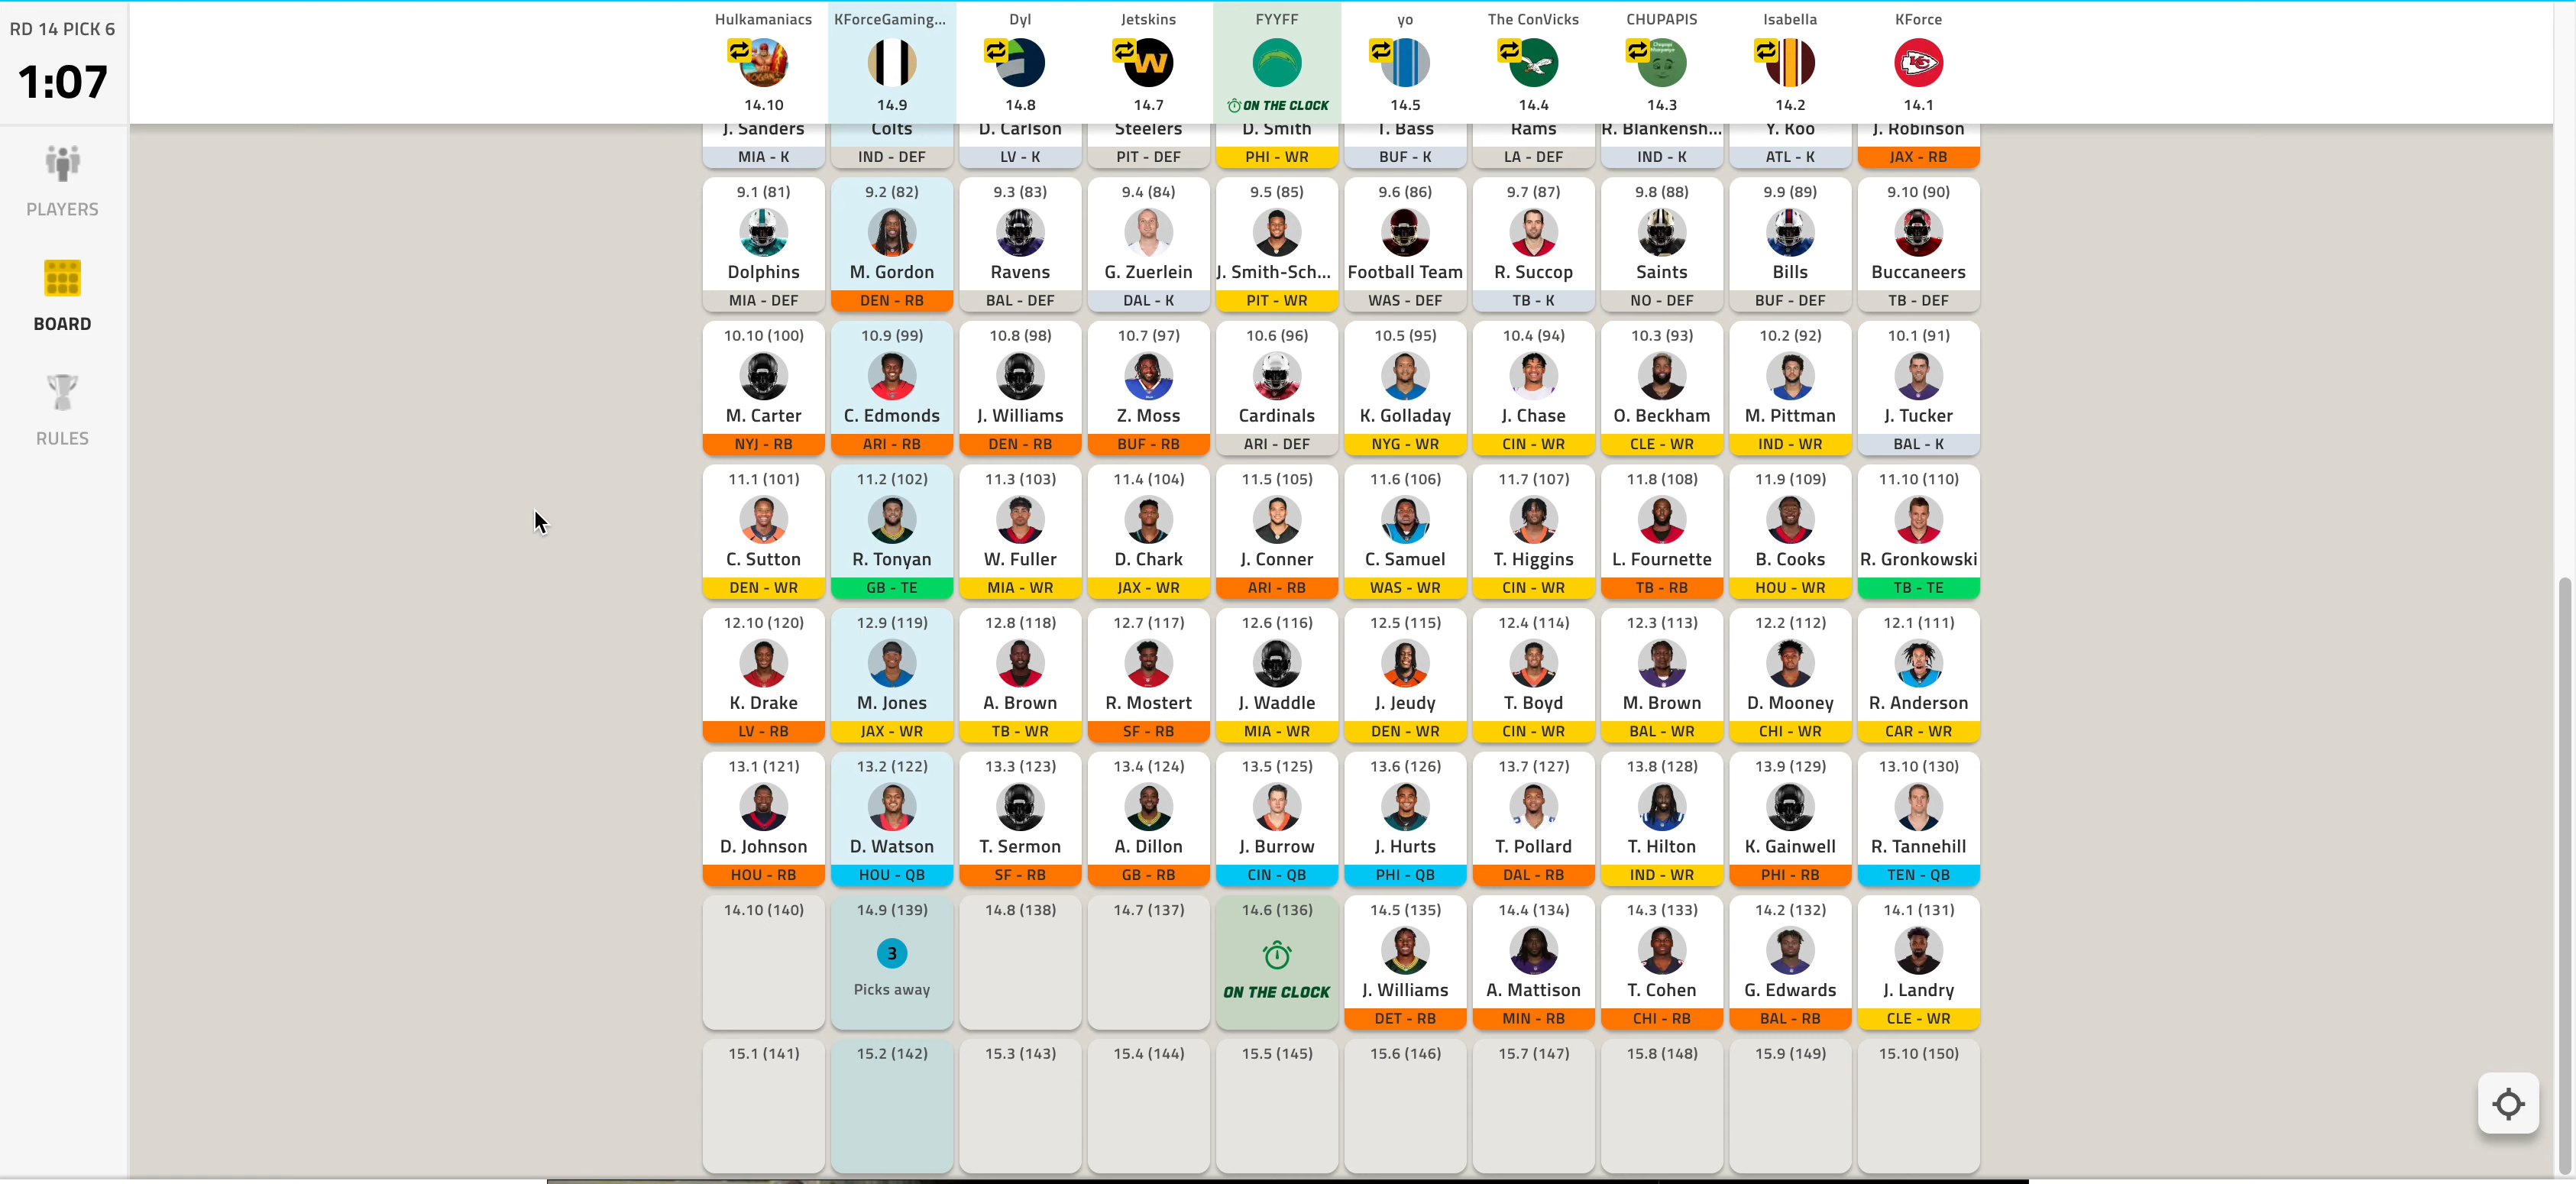 RD 14 PICK 6
1:07
PLAYERS
BOARD
RULES
Hulkamaniacs KForceGaming... Dyl Jetskins FYYFF yo The ConVicks CHUPAPIS Isabella KForce
14.10 14.9 14.8 14.7 ON THE CLOCK 14.5 14.4 14.3 14.2 14.1
J. Sanders Colts D. Carlson Steelers D. Smith T. Bass Rams R. Blankensh... Y. Koo J. Robinson
MIA - K IND - DEF LV - K PIT - DEF PHI - WR BUF - K LA - DEF IND - K ATL - K JAX - RB
9.1 (81) 9.2 (82) 9.3 (83) 9.4 (84) 9.5 (85) 9.6 (86) 9.7 (87) 9.8 (88) 9.9 (89) 9.10 (90)
Dolphins M. Gordon Ravens G. Zuerlein J. Smith-Sch... Football Team R. Succop Saints Bills Buccaneers
MIA - DEF DEN - RB BAL - DEF DAL - K PIT - WR WAS - DEF TB - K NO - DEF BUF - DEF TB - DEF
10.10 (100) 10.9 (99) 10.8 (98) 10.7 (97) 10.6 (96) 10.5 (95) 10.4 (94) 10.3 (93) 10.2 (92) 10.1 (91)
M. Carter C. Edmonds J. Williams Z. Moss Cardinals K. Golladay J. Chase O. Beckham M. Pittman J. Tucker
NYJ - RB ARI - RB DEN - RB BUF - RB ARI - DEF NYG - WR CIN - WR CLE - WR IND - WR BAL - K
11.1 (101) 11.2 (102) 11.3 (103) 11.4 (104) 11.5 (105) 11.6 (106) 11.7 (107) 11.8 (108) 11.9 (109) 11.10 (110)
C. Sutton R. Tonyan W. Fuller D. Chark J. Conner C. Samuel T. Higgins L. Fournette B. Cooks R. Gronkowski
DEN - WR GB - TE MIA - WR JAX - WR ARI - RB WAS - WR CIN - WR TB - RB HOU - WR TB - TE
12.10 (120) 12.9 (119) 12.8 (118) 12.7 (117) 12.6 (116) 12.5 (115) 12.4 (114) 12.3 (113) 12.2 (112) 12.1 (111)
K. Drake M. Jones A. Brown R. Mostert J. Waddle J. Jeudy T. Boyd M. Brown D. Mooney R. Anderson
LV - RB JAX - WR TB - WR SF - RB MIA - WR DEN - WR CIN - WR BAL - WR CHI - WR CAR - WR
13.1 (121) 13.2 (122) 13.3 (123) 13.4 (124) 13.5 (125) 13.6 (126) 13.7 (127) 13.8 (128) 13.9 (129) 13.10 (130)
D. Johnson D. Watson T. Sermon A. Dillon J. Burrow J. Hurts T. Pollard T. Hilton K. Gainwell R. Tannehill
HOU - RB HOU - QB SF - RB GB - RB CIN - QB PHI - QB DAL - RB IND - WR PHI - RB TEN - QB
14.10 (140) 14.9 (139) 14.8 (138) 14.7 (137) 14.6 (136) 14.5 (135) 14.4 (134) 14.3 (133) 14.2 (132) 14.1 (131)
3
Picks away ON THE CLOCK J. Williams A. Mattison T. Cohen G. Edwards J. Landry
DET - RB MIN - RB CHI - RB BAL - RB CLE - WR
15.1 (141) 15.2 (142) 15.3 (143) 15.4 (144) 15.5 (145) 15.6 (146) 15.7 (147) 15.8 (148) 15.9 (149) 15.10 (150)